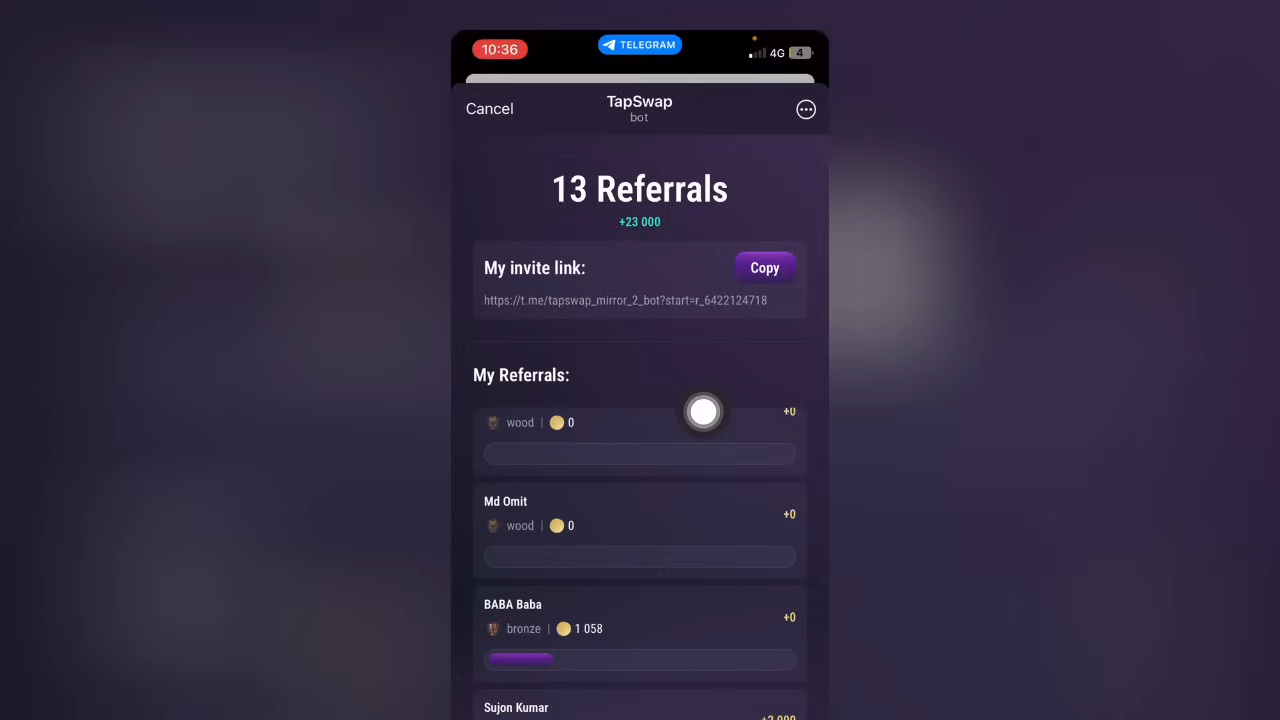 10:36
TELEGRAM
4G
4
Cancel
TapSwap
bot
13 Referrals
+23 000
My invite link:
Copy
https://t.me/tapswap_mirror_2_bot?start=r_6422124718
My Referrals:
wood | 0
+0
Md Omit
wood | 0
+0
BABA Baba
bronze | 1 058
+0
Sujon Kumar
+2 000